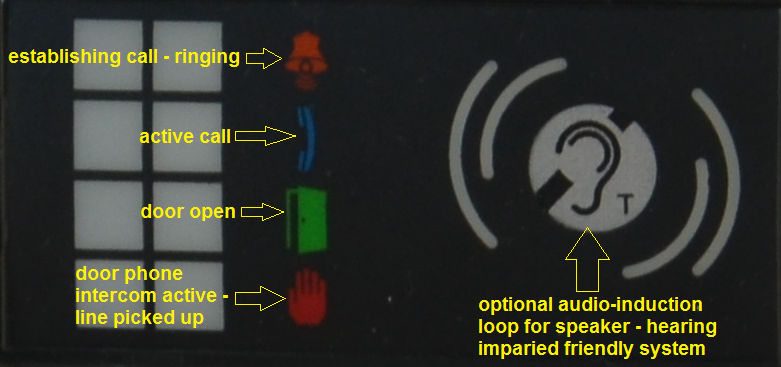 establishing call - ringing
active call
door open
door phone
intercom active -
line picked up
T
optional audio-induction
loop for speaker - hearing
imparied friendly system